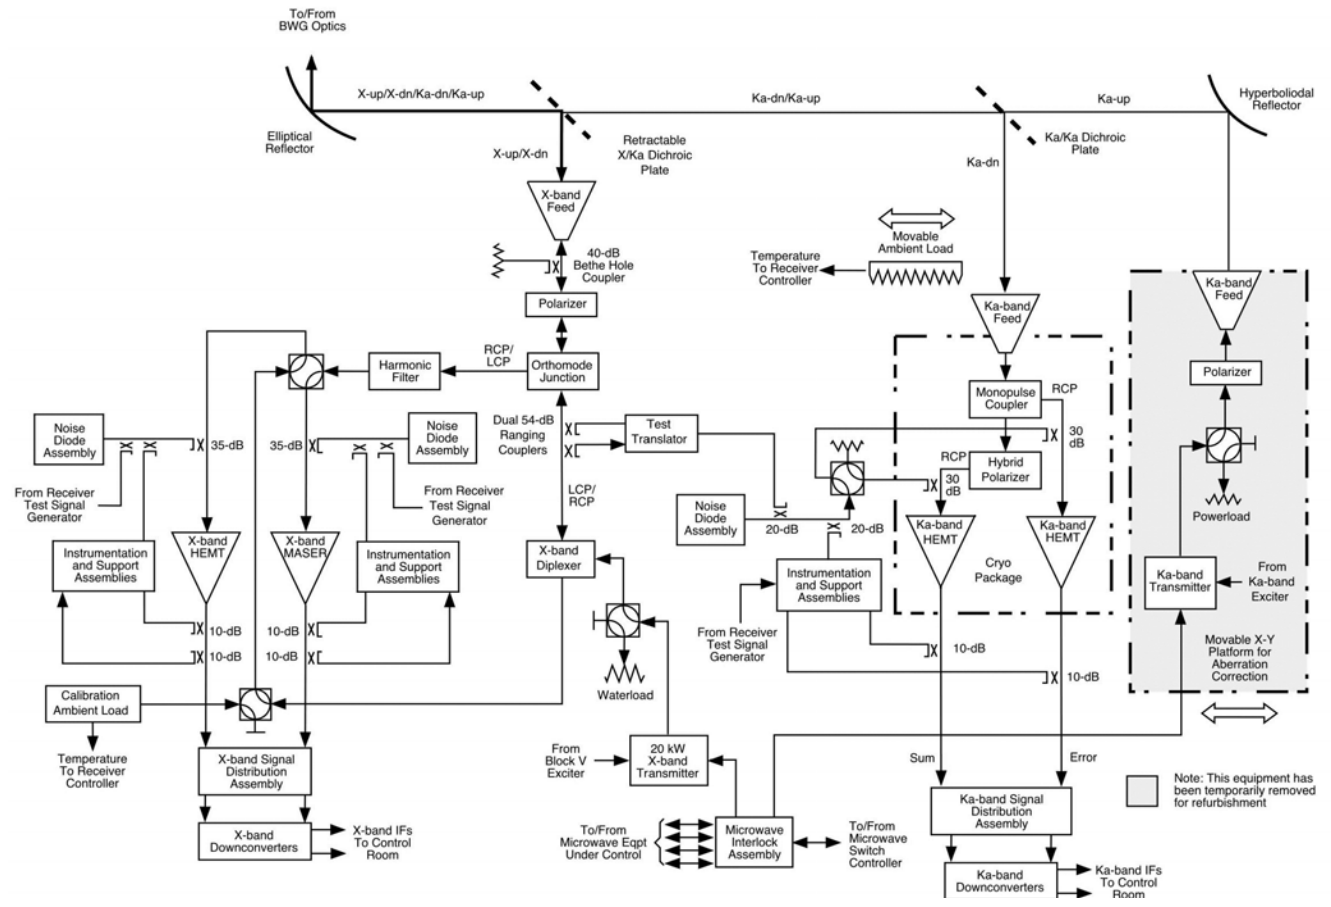 To/From
BWG Optics
X-up/X-dn/Ka-dn/Ka-up
Ka-dn/Ka-up
Ka-up
Hyperboliodal
Reflector
Elliptical
Reflector
Retractable
X/Ka Dichroic
Plate
Ka/Ka Dichroic
Plate
X-up/X-dn
Ka-dn
X-band
Feed
Movable
Ambient Load
40-dB
Bethe Hole
Coupler
Temperature
To Receiver
Controller
Ka-band
Feed
Ka-band
Feed
Polarizer
RCP/
LCP
Harmonic
Filter
Orthomode
Junction
Monopulse
Coupler
RCP
Polarizer
Noise
Diode
Assembly
35-dB
35-dB
Noise
Diode
Assembly
Dual 54-dB
Ranging
Couplers
Test
Translator
30
dB
RCP
Hybrid
Polarizer
30
dB
From Receiver
Test Signal
Generator
From Receiver
Test Signal
Generator
LCP/
RCP
Noise
Diode
Assembly
20-dB
20-dB
Powerload
X-band
HEMT
X-band
MASER
Ka-band
HEMT
Ka-band
HEMT
Instrumentation
and Support
Assemblies
Instrumentation
and Support
Assemblies
X-band
Diplexer
Instrumentation
and Support
Assemblies
Cryo
Package
Ka-band
Transmitter
From
Ka-band
Exciter
10-dB
10-dB
10-dB
10-dB
From Receiver
Test Signal
Generator
10-dB
10-dB
Movable X-Y
Platform for
Aberration
Correction
Waterload
Calibration
Ambient Load
Temperature
To Receiver
Controller
X-band Signal
Distribution
Assembly
From
Block V
Exciter
20 kW
X-band
Transmitter
Sum
Error
Note: This equipment has
been temporarily removed
for refurbishment
Ka-band Signal
Distribution
Assembly
X-band
Downconverters
X-band IFs
To Control
Room
To/From
Microwave Eqpt
Under Control
Microwave
Interlock
Assembly
To/From
Microwave
Switch
Controller
Ka-band
Downconverters
Ka-band IFs
To Control
Room